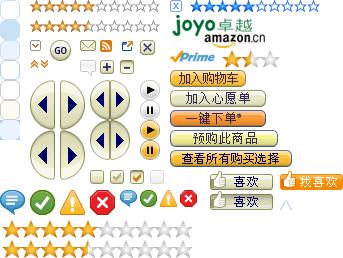 joyo卓越
amazon.cn
GO
Prime
加入购物车
加入心愿单
一键下单®
预购此商品
查看所有购买选择
喜欢
我喜欢
喜欢